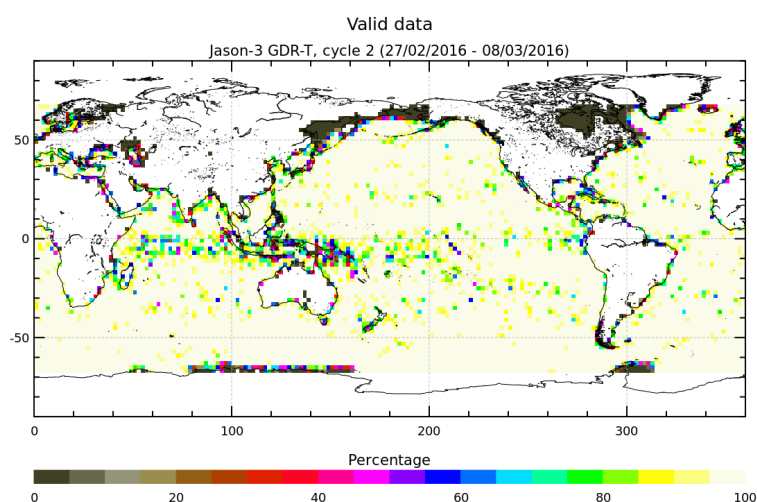 Valid data
Jason-3 GDR-T, cycle 2 (27/02/2016 - 08/03/2016)
50
0
-50
0 100 200 300
Percentage
0 20 40 60 80 100